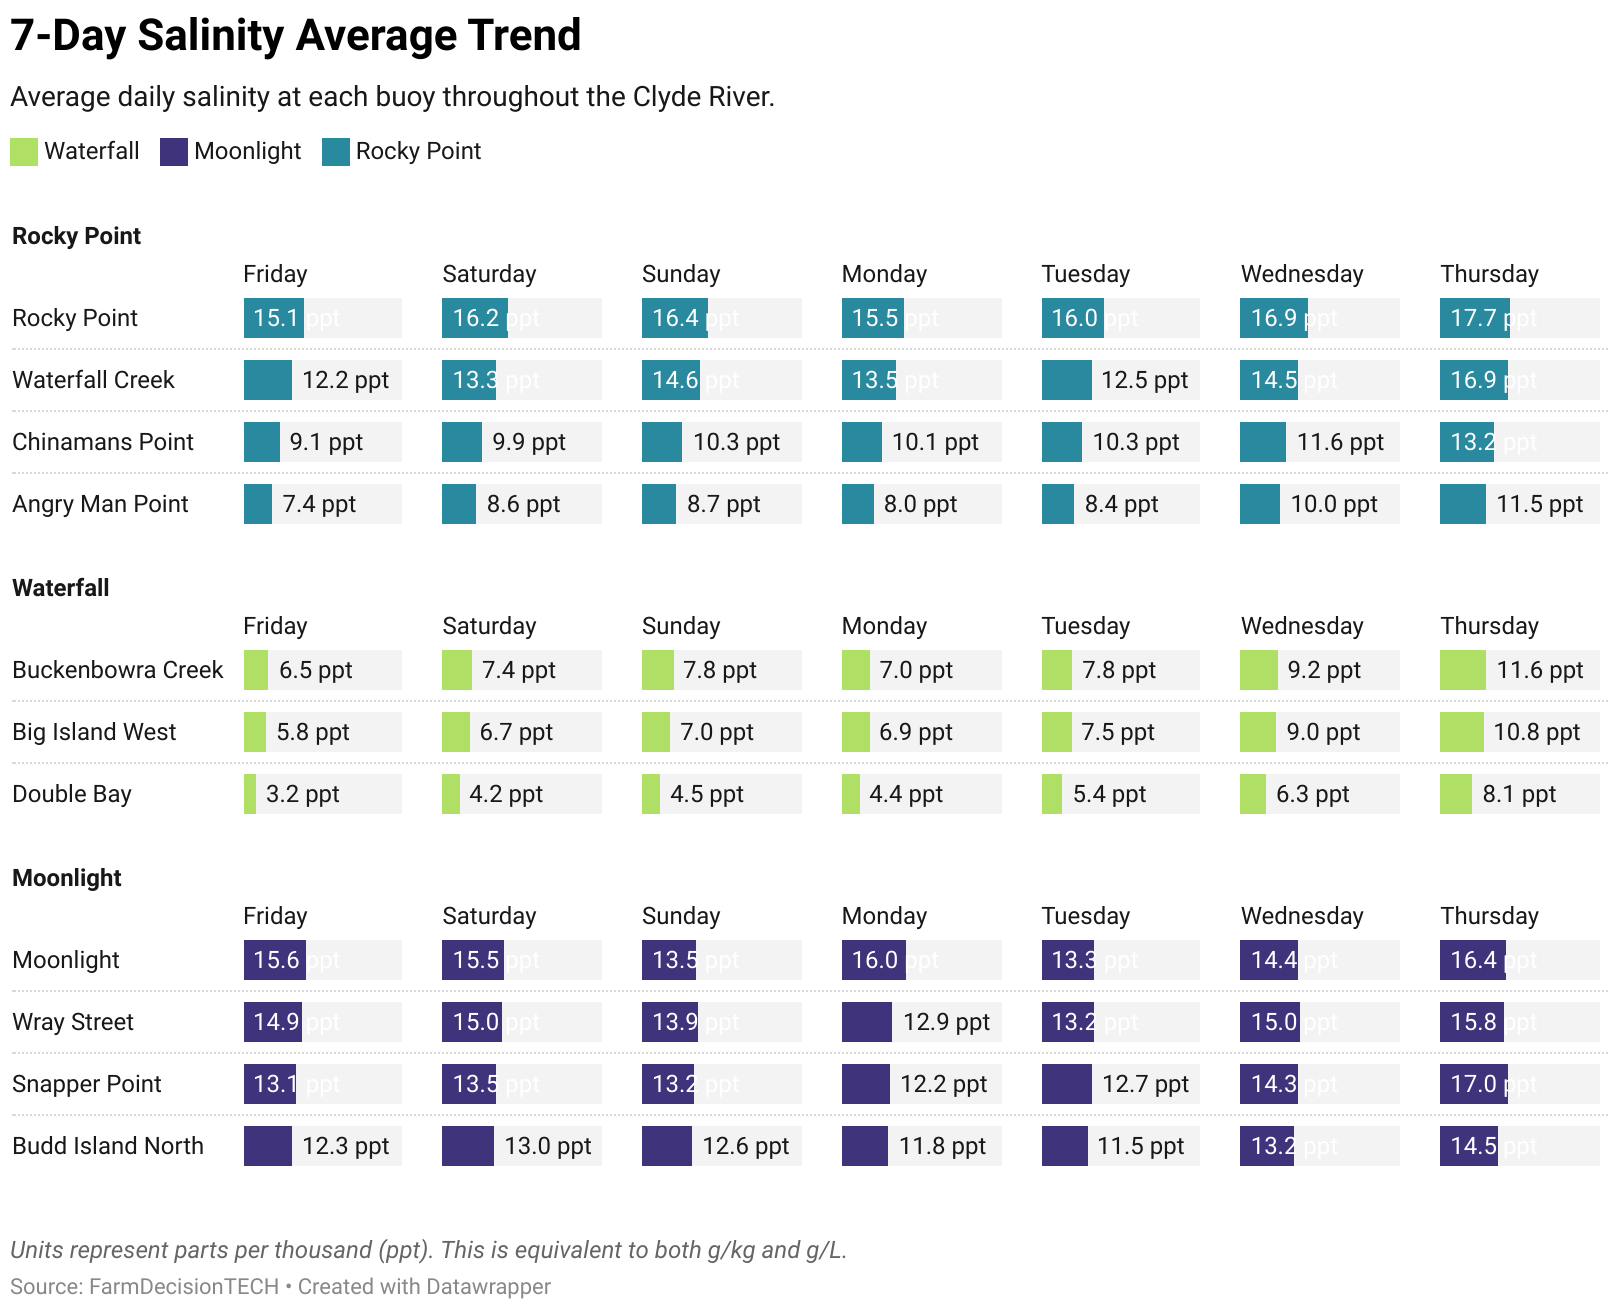 7-Day Salinity Average Trend
Average daily salinity at each buoy throughout the Clyde River.
Waterfall Moonlight Rocky Point
Rocky Point
Friday Saturday Sunday Monday Tuesday Wednesday Thursday
Rocky Point 15.1 ppt 16.2 ppt 16.4 ppt 15.5 ppt 16.0 ppt 16.9 ppt 17.7 ppt
Waterfall Creek 12.2 ppt 13.3 ppt 14.6 ppt 13.5 ppt 12.5 ppt 14.5 ppt 16.9 ppt
Chinamans Point 9.1 ppt 9.9 ppt 10.3 ppt 10.1 ppt 10.3 ppt 11.6 ppt 13.2 ppt
Angry Man Point 7.4 ppt 8.6 ppt 8.7 ppt 8.0 ppt 8.4 ppt 10.0 ppt 11.5 ppt
Waterfall
Friday Saturday Sunday Monday Tuesday Wednesday Thursday
Buckenbowra Creek 6.5 ppt 7.4 ppt 7.8 ppt 7.0 ppt 7.8 ppt 9.2 ppt 11.6 ppt
Big Island West 5.8 ppt 6.7 ppt 7.0 ppt 6.9 ppt 7.5 ppt 9.0 ppt 10.8 ppt
Double Bay 3.2 ppt 4.2 ppt 4.5 ppt 4.4 ppt 5.4 ppt 6.3 ppt 8.1 ppt
Moonlight
Friday Saturday Sunday Monday Tuesday Wednesday Thursday
Moonlight 15.6 ppt 15.5 ppt 13.5 ppt 16.0 ppt 13.3 ppt 14.4 ppt 16.4 ppt
Wray Street 14.9 ppt 15.0 ppt 13.9 ppt 12.9 ppt 13.2 ppt 15.0 ppt 15.8 ppt
Snapper Point 13.1 ppt 13.5 ppt 13.2 ppt 12.2 ppt 12.7 ppt 14.3 ppt 17.0 ppt
Budd Island North 12.3 ppt 13.0 ppt 12.6 ppt 11.8 ppt 11.5 ppt 13.2 ppt 14.5 ppt
Units represent parts per thousand (ppt). This is equivalent to both g/kg and g/L.
Source: FarmDecisionTECH • Created with Datawrapper